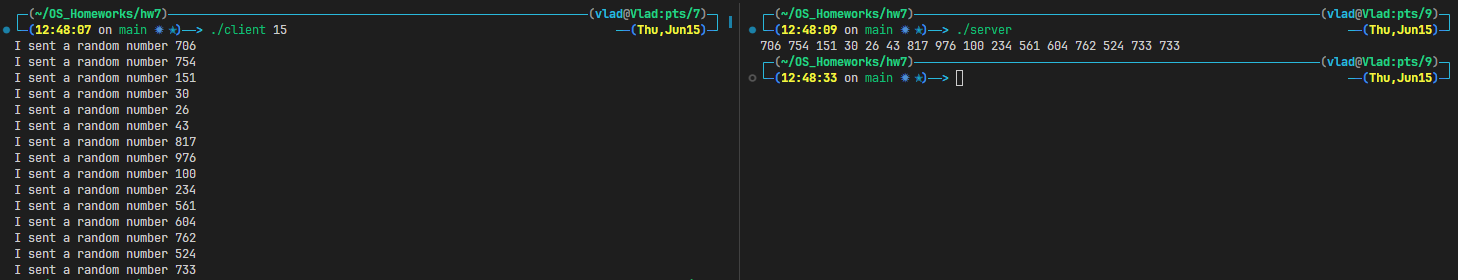 (~/OS_Homeworks/hw7) (vlad@Vlad:pts/7)
(12:48:07 on main ✹ ★)—> ./client 15 (Thu,Jun15)
I sent a random number 706
I sent a random number 754
I sent a random number 151
I sent a random number 30
I sent a random number 26
I sent a random number 43
I sent a random number 817
I sent a random number 976
I sent a random number 100
I sent a random number 234
I sent a random number 561
I sent a random number 604
I sent a random number 762
I sent a random number 524
I sent a random number 733
(~/OS_Homeworks/hw7) (vlad@Vlad:pts/9)
(12:48:09 on main ✹ ★)—> ./server (Thu,Jun15)
706 754 151 30 26 43 817 976 100 234 561 604 762 524 733 733
(~/OS_Homeworks/hw7) (vlad@Vlad:pts/9)
(12:48:33 on main ✹ ★)—> (Thu,Jun15)